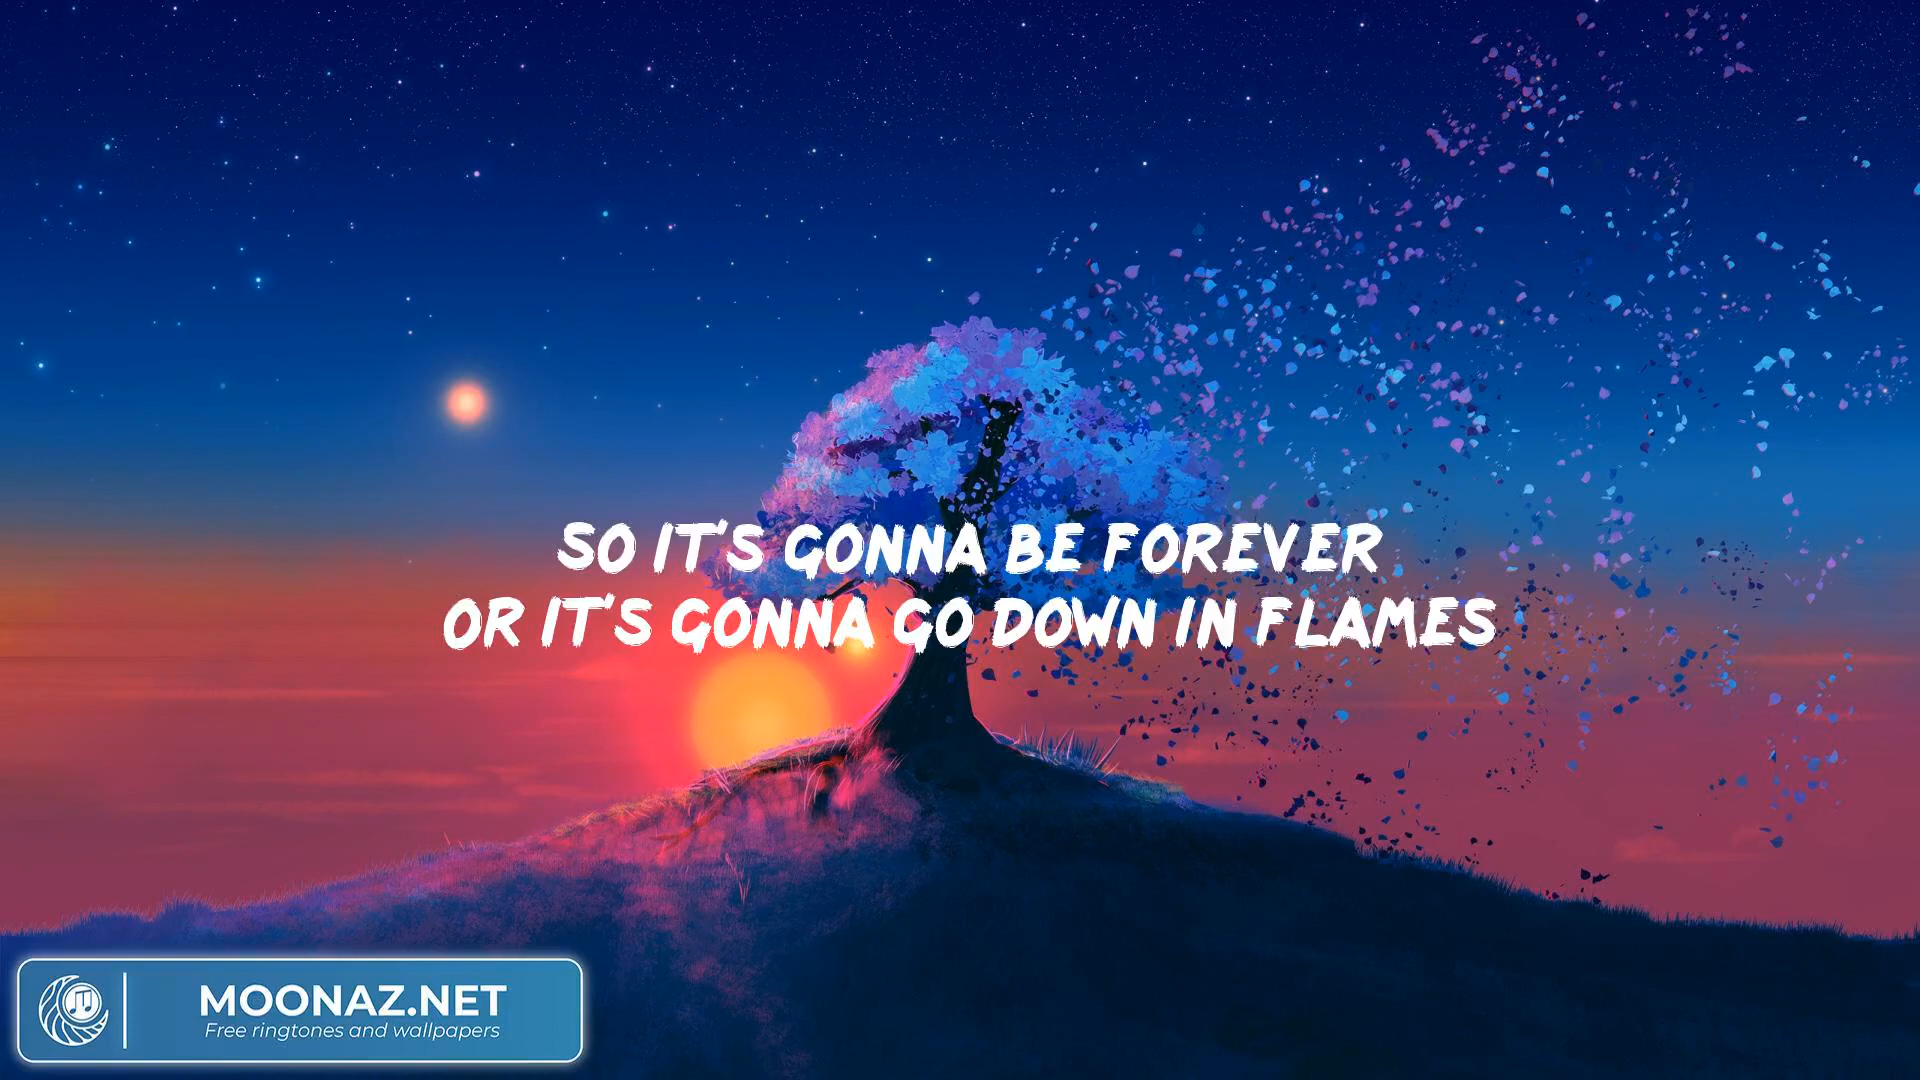 SO IT'S GONNA BE FOREVER
OR IT'S GONNA GO DOWN IN FLAMES
MOONAZ.NET
Free ringtones and wallpapers